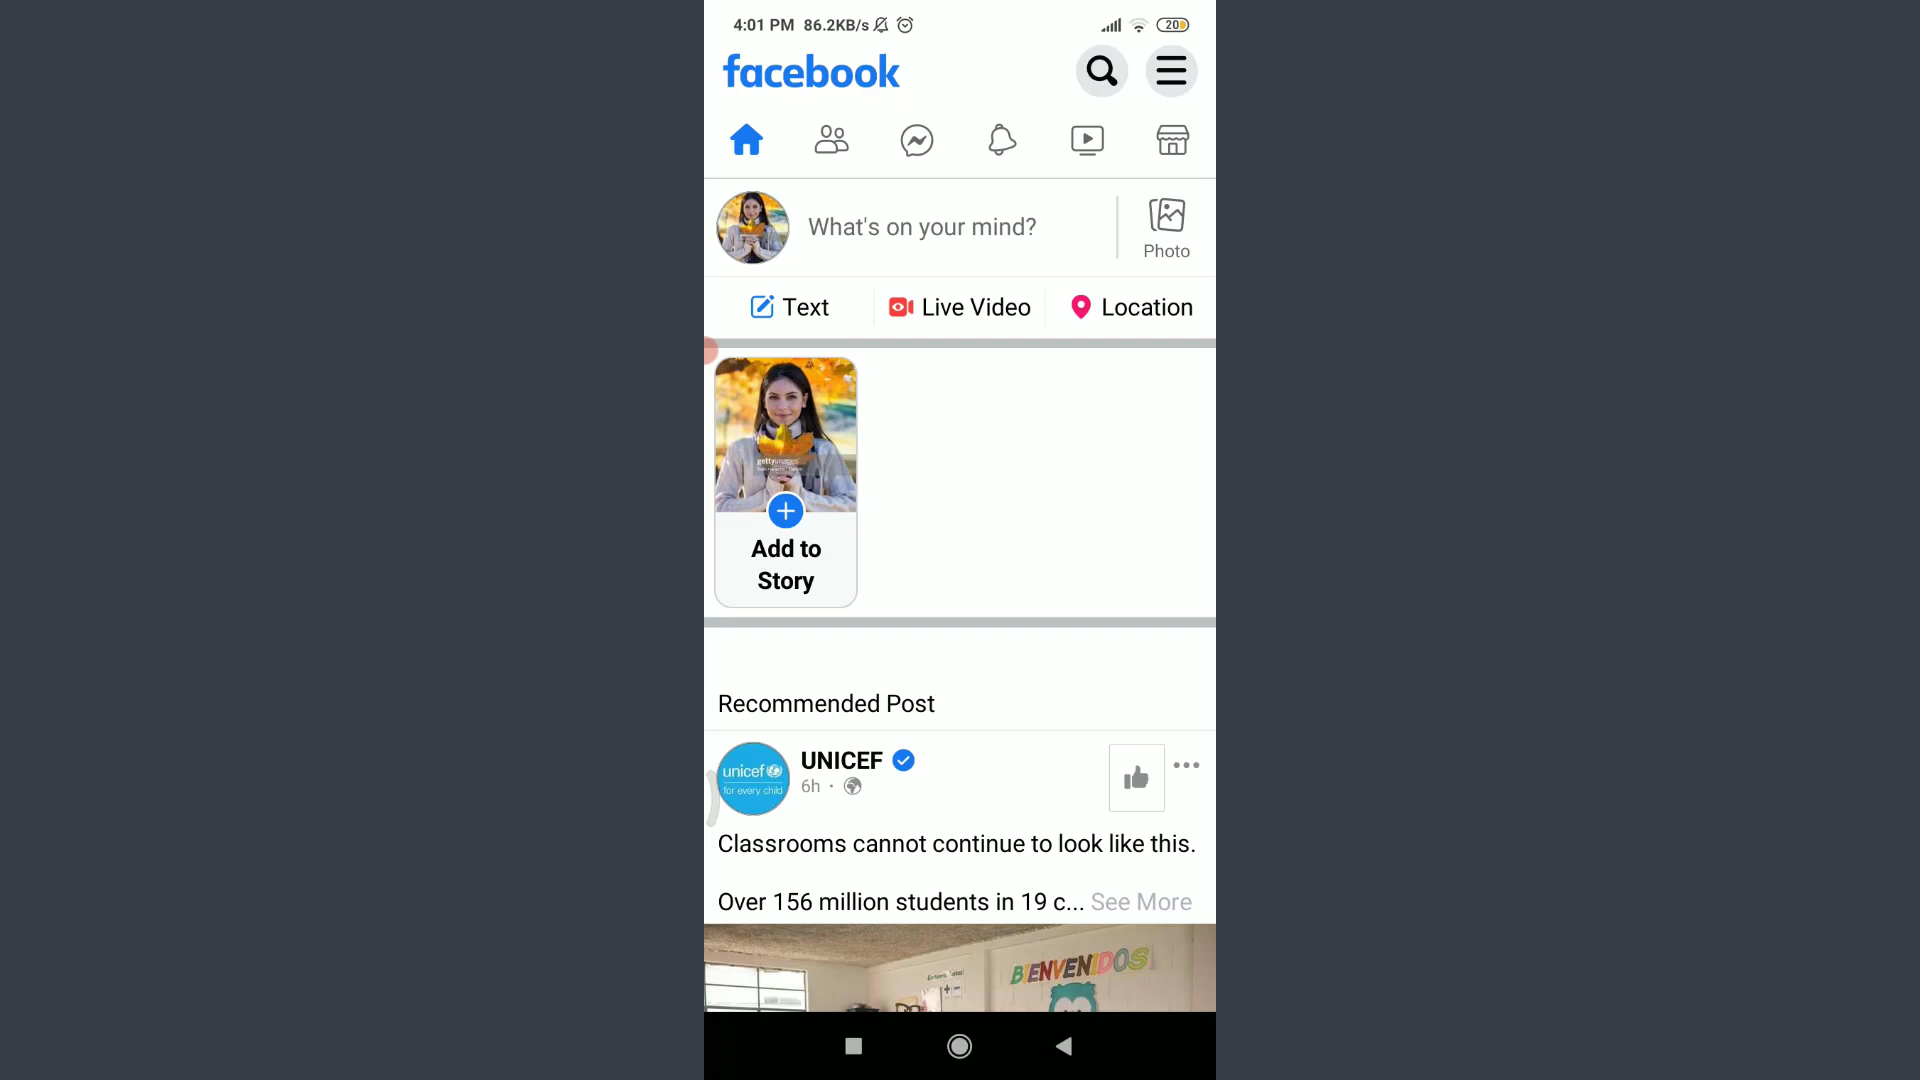 4:01 PM 86.2KB/s 20
facebook
What's on your mind?
Photo
Text Live Video Location
gettyimages
Add to
Story
Recommended Post
unicef
for every child
UNICEF
6h ·
Classrooms cannot continue to look like this.
Over 156 million students in 19 c... See More
BIENVENIDOS